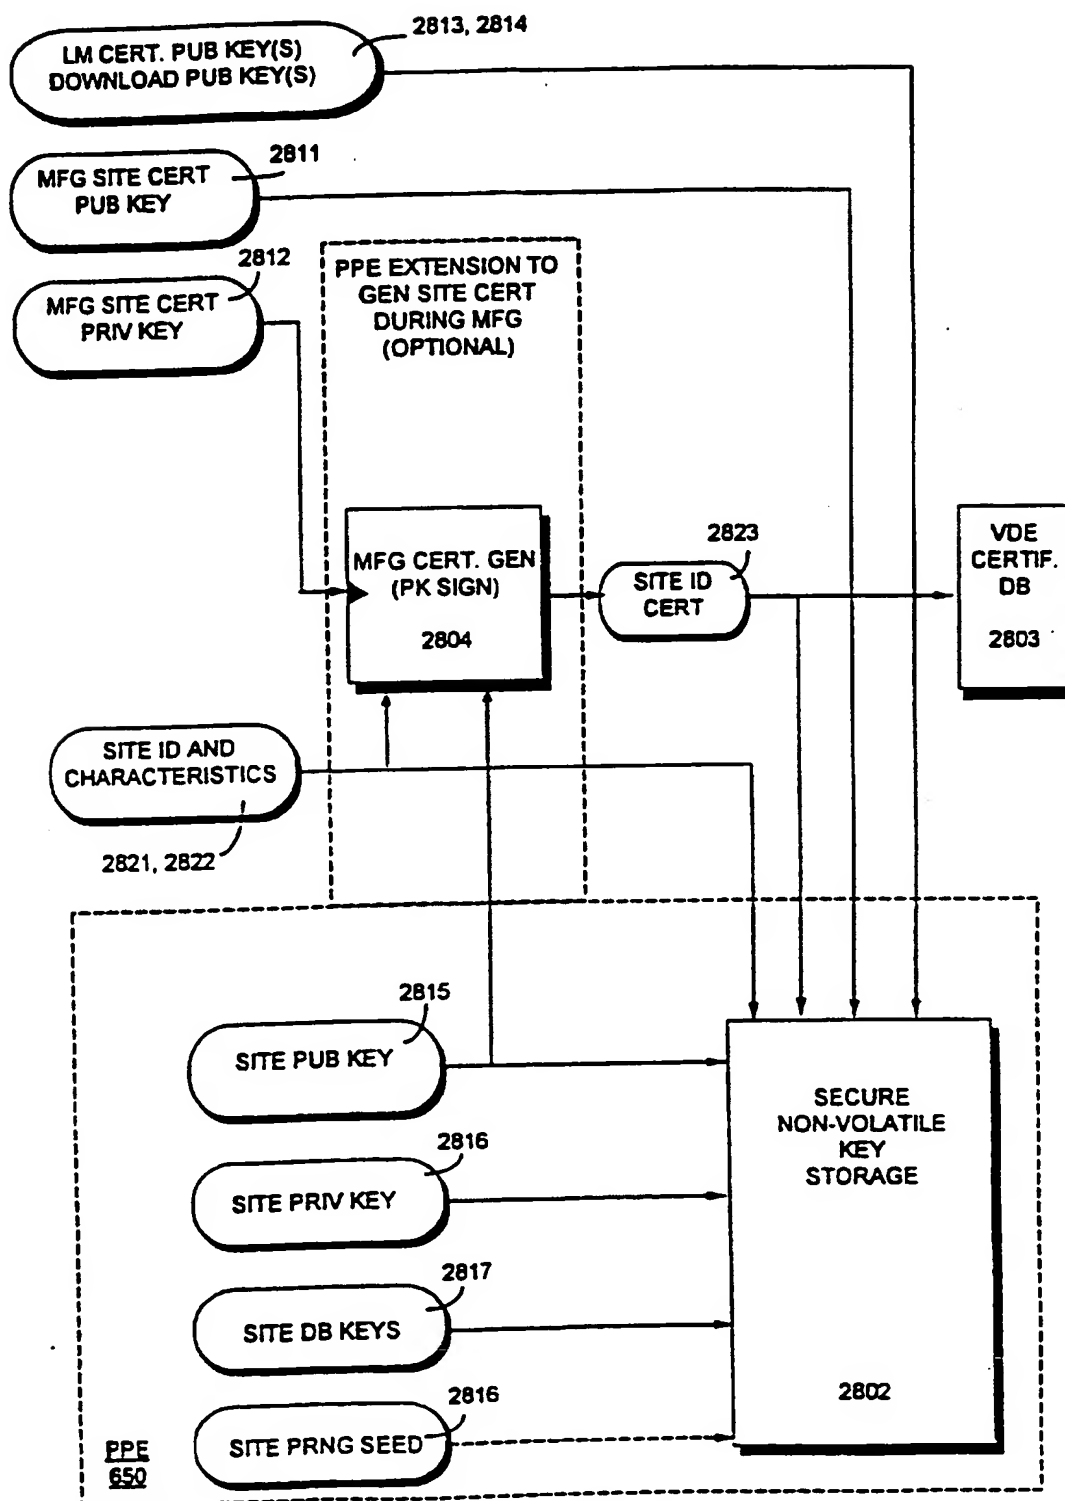 2813, 2814
LM CERT. PUB KEY(S)
DOWNLOAD PUB KEY(S)
2811
MFG SITE CERT
PUB KEY
2812
MFG SITE CERT
PRIV KEY
PPE EXTENSION TO
GEN SITE CERT
DURING MFG
(OPTIONAL)
MFG CERT. GEN
(PK SIGN)
2804
2823
SITE ID
CERT
VDE
CERTIF.
DB
2803
SITE ID AND
CHARACTERISTICS
2821, 2822
2815
SITE PUB KEY
2816
SITE PRIV KEY
2817
SITE DB KEYS
2816
SITE PRNG SEED
SECURE
NON-VOLATILE
KEY
STORAGE
2802
PPE
650